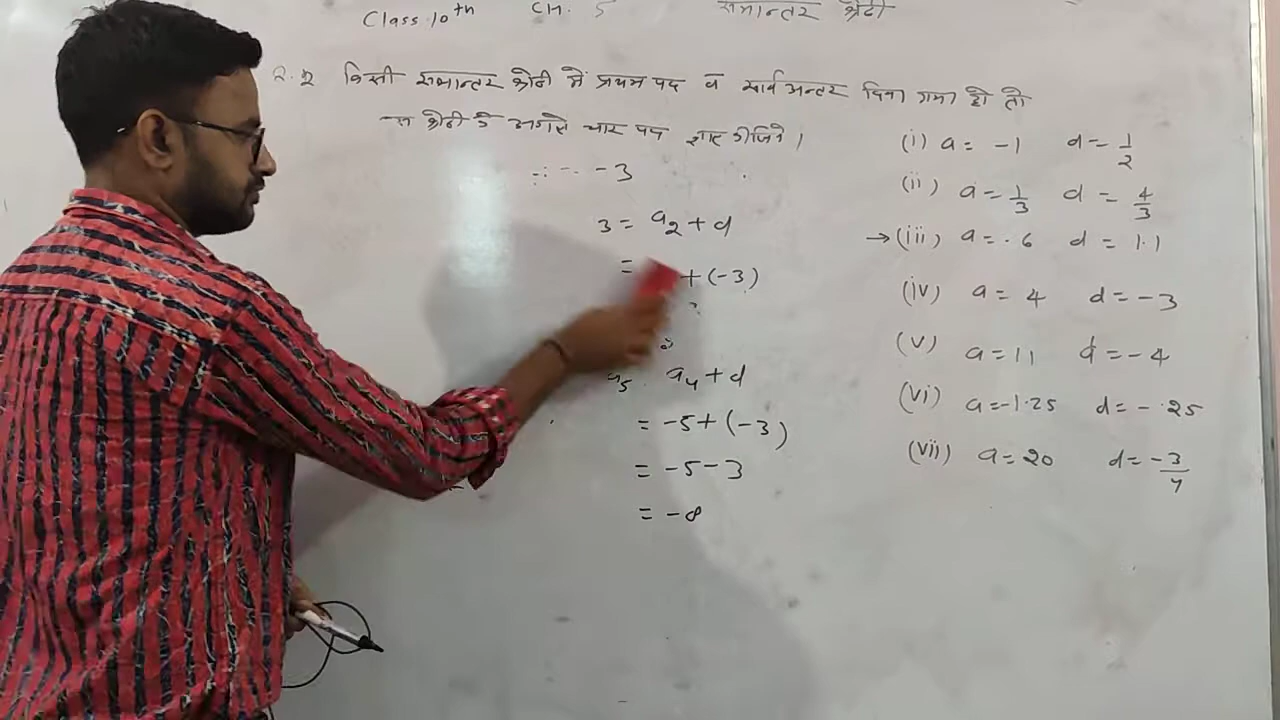 Class 10th CH. 5 समान्तर श्रेढी
किसी समान्तर श्रेढी में प्रथम पद व सार्व अन्तर दिया गया हो तो
श्रेढी के अगले चार पद ज्ञात कीजिये।
-3
3 = a₂ + d
= + (-3)
a₅ a₄ + d
= -5 + (-3)
= -5 - 3
= -8
(i) a = -1 d = 1/2
(ii) a = 1/3 d = 4/3
→ (iii) a = .6 d = 1.1
(iv) a = 4 d = -3
(v) a = 11 d = -4
(vi) a = -1.25 d = -.25
(vii) a = 20 d = -3/4